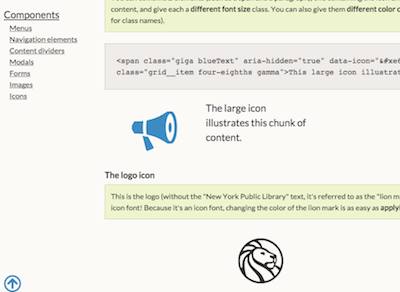 Components
Menus
Navigation elements
Content dividers
Modals
Forms
Images
Icons
content, and give each a different font size class. You can also give them different color
for class names).
<span class="giga blueText" aria-hidden="true" data-icon="&#xe6
class="grid__item four-eighths gamma">This large icon illustrat
The large icon
illustrates this chunk of
content.
The logo icon
This is the logo (without the "New York Public Library" text, it's referred to as the "lion m
icon font! Because it's an icon font, changing the color of the lion mark is as easy as apply